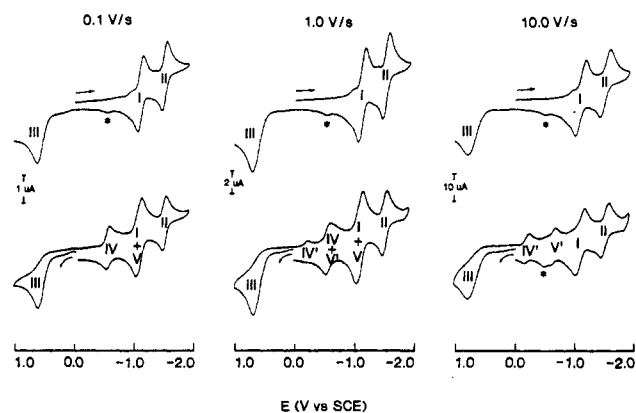 0.1 V/s 1.0 V/s 10.0 V/s
II II II
I I I
III III III
* * *
1 uA 2 uA 10 uA
IV I + V II IV' IV + V' I + V II IV' V' I II
III III III
*
1.0 0.0 -1.0 -2.0 1.0 0.0 -1.0 -2.0 1.0 0.0 -1.0 -2.0
E (V vs SCE)